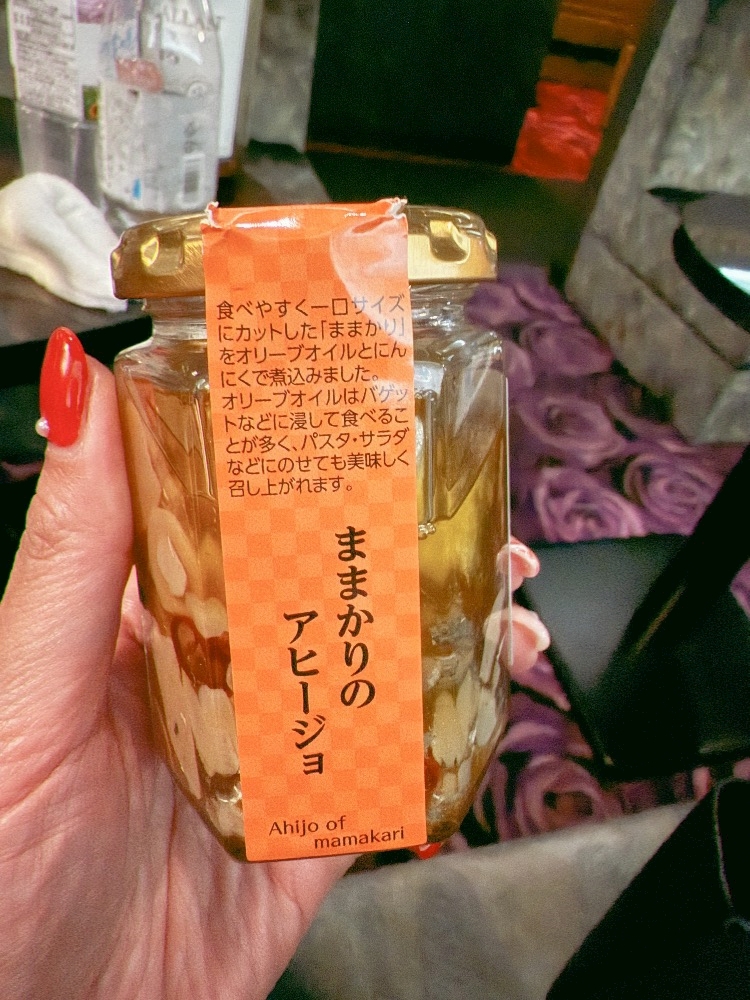 食べやすく一口サイズ
にカットした「ままかり」
をオリーブオイルとにん
にくで煮込みました。
オリーブオイルはバゲッ
トなどに浸して食べるこ
とが多く、パスタ・サラダ
などにのせても美味しく
召し上がれます。
ままかりの
アヒージョ
Ahijo of
mamakari